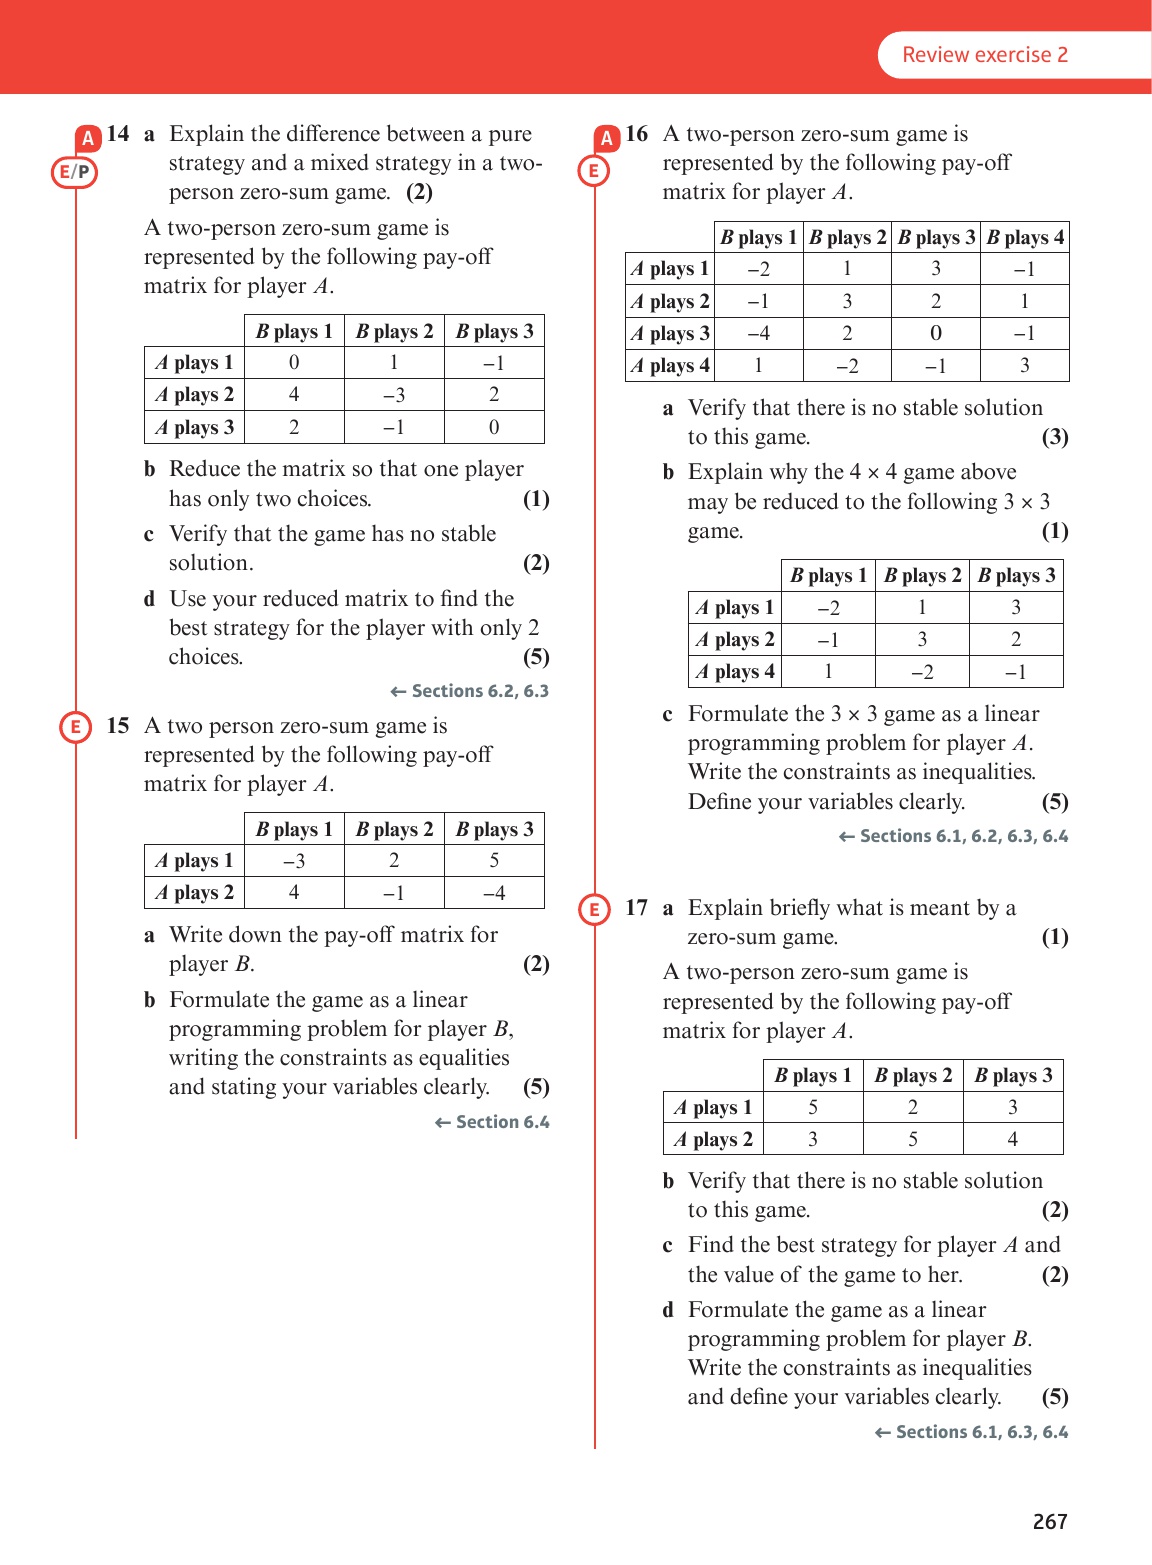 Review exercise 2
A
E/P
14 a Explain the difference between a pure
strategy and a mixed strategy in a two-
person zero-sum game. (2)
A two-person zero-sum game is
represented by the following pay-off
matrix for player A.
B plays 1 B plays 2 B plays 3
A plays 1 0 1 −1
A plays 2 4 −3 2
A plays 3 2 −1 0
b Reduce the matrix so that one player
has only two choices. (1)
c Verify that the game has no stable
solution. (2)
d Use your reduced matrix to find the
best strategy for the player with only 2
choices. (5)
← Sections 6.2, 6.3
E
15 A two person zero-sum game is
represented by the following pay-off
matrix for player A.
B plays 1 B plays 2 B plays 3
A plays 1 −3 2 5
A plays 2 4 −1 −4
a Write down the pay-off matrix for
player B. (2)
b Formulate the game as a linear
programming problem for player B,
writing the constraints as equalities
and stating your variables clearly. (5)
← Section 6.4
A
E
16 A two-person zero-sum game is
represented by the following pay-off
matrix for player A.
B plays 1 B plays 2 B plays 3 B plays 4
A plays 1 −2 1 3 −1
A plays 2 −1 3 2 1
A plays 3 −4 2 0 −1
A plays 4 1 −2 −1 3
a Verify that there is no stable solution
to this game. (3)
b Explain why the 4 × 4 game above
may be reduced to the following 3 × 3
game. (1)
B plays 1 B plays 2 B plays 3
A plays 1 −2 1 3
A plays 2 −1 3 2
A plays 4 1 −2 −1
c Formulate the 3 × 3 game as a linear
programming problem for player A.
Write the constraints as inequalities.
Define your variables clearly. (5)
← Sections 6.1, 6.2, 6.3, 6.4
E
17 a Explain briefly what is meant by a
zero-sum game. (1)
A two-person zero-sum game is
represented by the following pay-off
matrix for player A.
B plays 1 B plays 2 B plays 3
A plays 1 5 2 3
A plays 2 3 5 4
b Verify that there is no stable solution
to this game. (2)
c Find the best strategy for player A and
the value of the game to her. (2)
d Formulate the game as a linear
programming problem for player B.
Write the constraints as inequalities
and define your variables clearly. (5)
← Sections 6.1, 6.3, 6.4
267